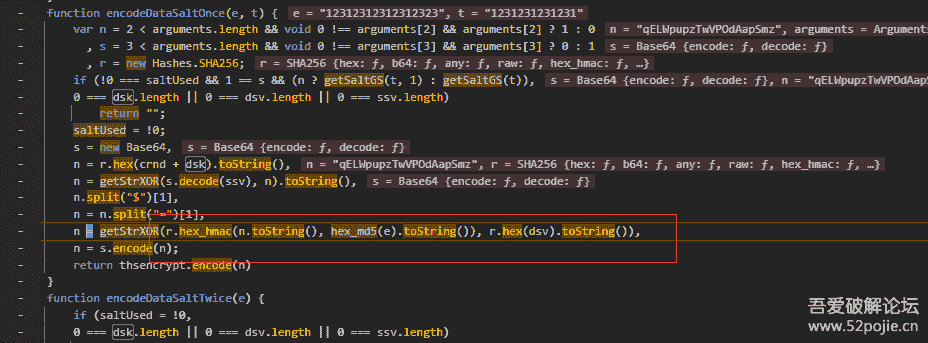 function encodeDataSaltOnce(e, t) { e = "12312312312312323", t = "1231231231231"
var n = 2 < arguments.length && void 0 !== arguments[2] && arguments[2] ? 1 : 0 n = "qELWpupzTwVPOdAapSmz", arguments = Arguments
, s = 3 < arguments.length && void 0 !== arguments[3] && arguments[3] ? 0 : 1 s = Base64 {encode: ƒ, decode: ƒ}
, r = new Hashes.SHA256; r = SHA256 {hex: ƒ, b64: ƒ, any: ƒ, raw: ƒ, hex_hmac: ƒ, …}
if (!0 === saltUsed && 1 == s && (n ? getSaltGS(t, 1) : getSaltGS(t)), s = Base64 {encode: ƒ, decode: ƒ}, n = "qELWpupzTwVPOdAapSmz
0 === dsk.length || 0 === dsv.length || 0 === ssv.length)
return "";
saltUsed = !0;
s = new Base64, s = Base64 {encode: ƒ, decode: ƒ}
n = r.hex(crnd + dsk).toString(), n = "qELWpupzTwVPOdAapSmz", r = SHA256 {hex: ƒ, b64: ƒ, any: ƒ, raw: ƒ, hex_hmac: ƒ, …}
n = getStrXOR(s.decode(ssv), n).toString(), s = Base64 {encode: ƒ, decode: ƒ}
n.split("$")[1],
n = n.split("=")[1],
n = getStrXOR(r.hex_hmac(n.toString(), hex_md5(e).toString()), r.hex(dsv).toString()),
n = s.encode(n);
return thsencrypt.encode(n)
}
function encodeDataSaltTwice(e) {
if (saltUsed = !0,
0 === dsk.length || 0 === dsv.length || 0 === ssv.length)
吾爱破解论坛
www.52pojie.cn